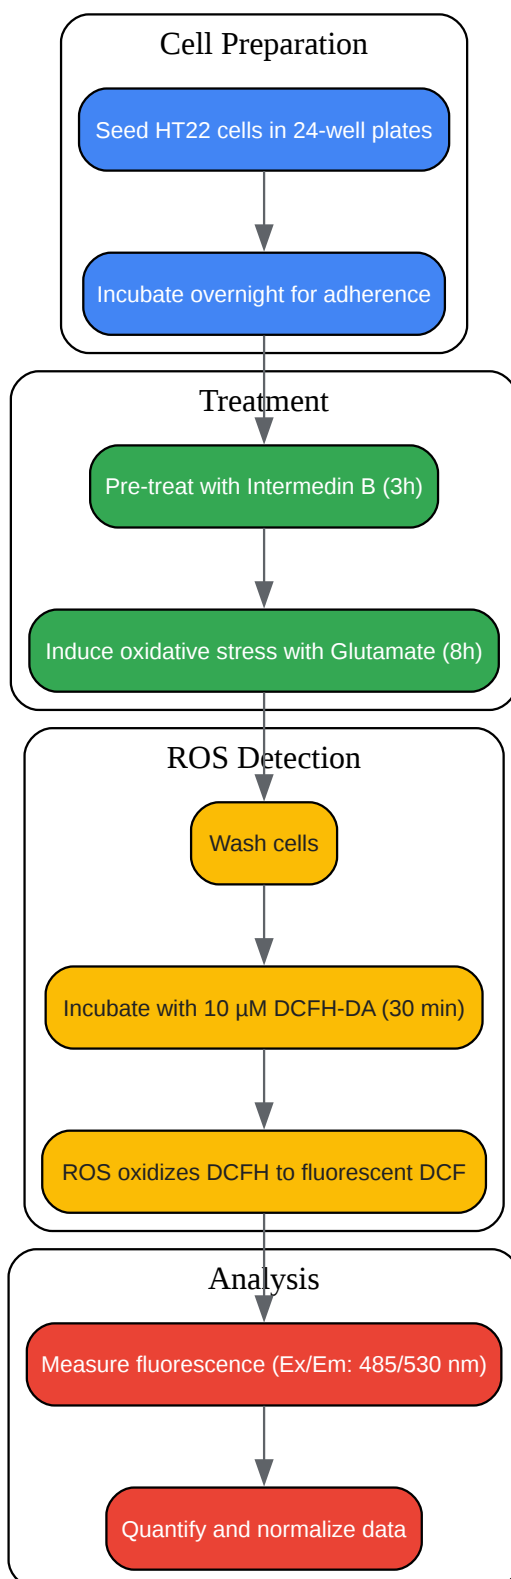 Cell Preparation
Seed HT22 cells in 24-well plates
Incubate overnight for adherence
Treatment
Pre-treat with Intermedin B (3h)
Induce oxidative stress with Glutamate (8h)
ROS Detection
Wash cells
Incubate with 10 µM DCFH-DA (30 min)
ROS oxidizes DCFH to fluorescent DCF
Analysis
Measure fluorescence (Ex/Em: 485/530 nm)
Quantify and normalize data